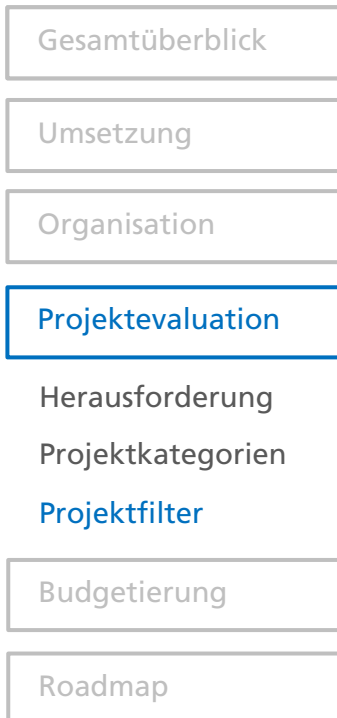 Gesamtüberblick
Umsetzung
Organisation
Projektevaluation
Herausforderung
Projektkategorien
Projektfilter
Budgetierung
Roadmap